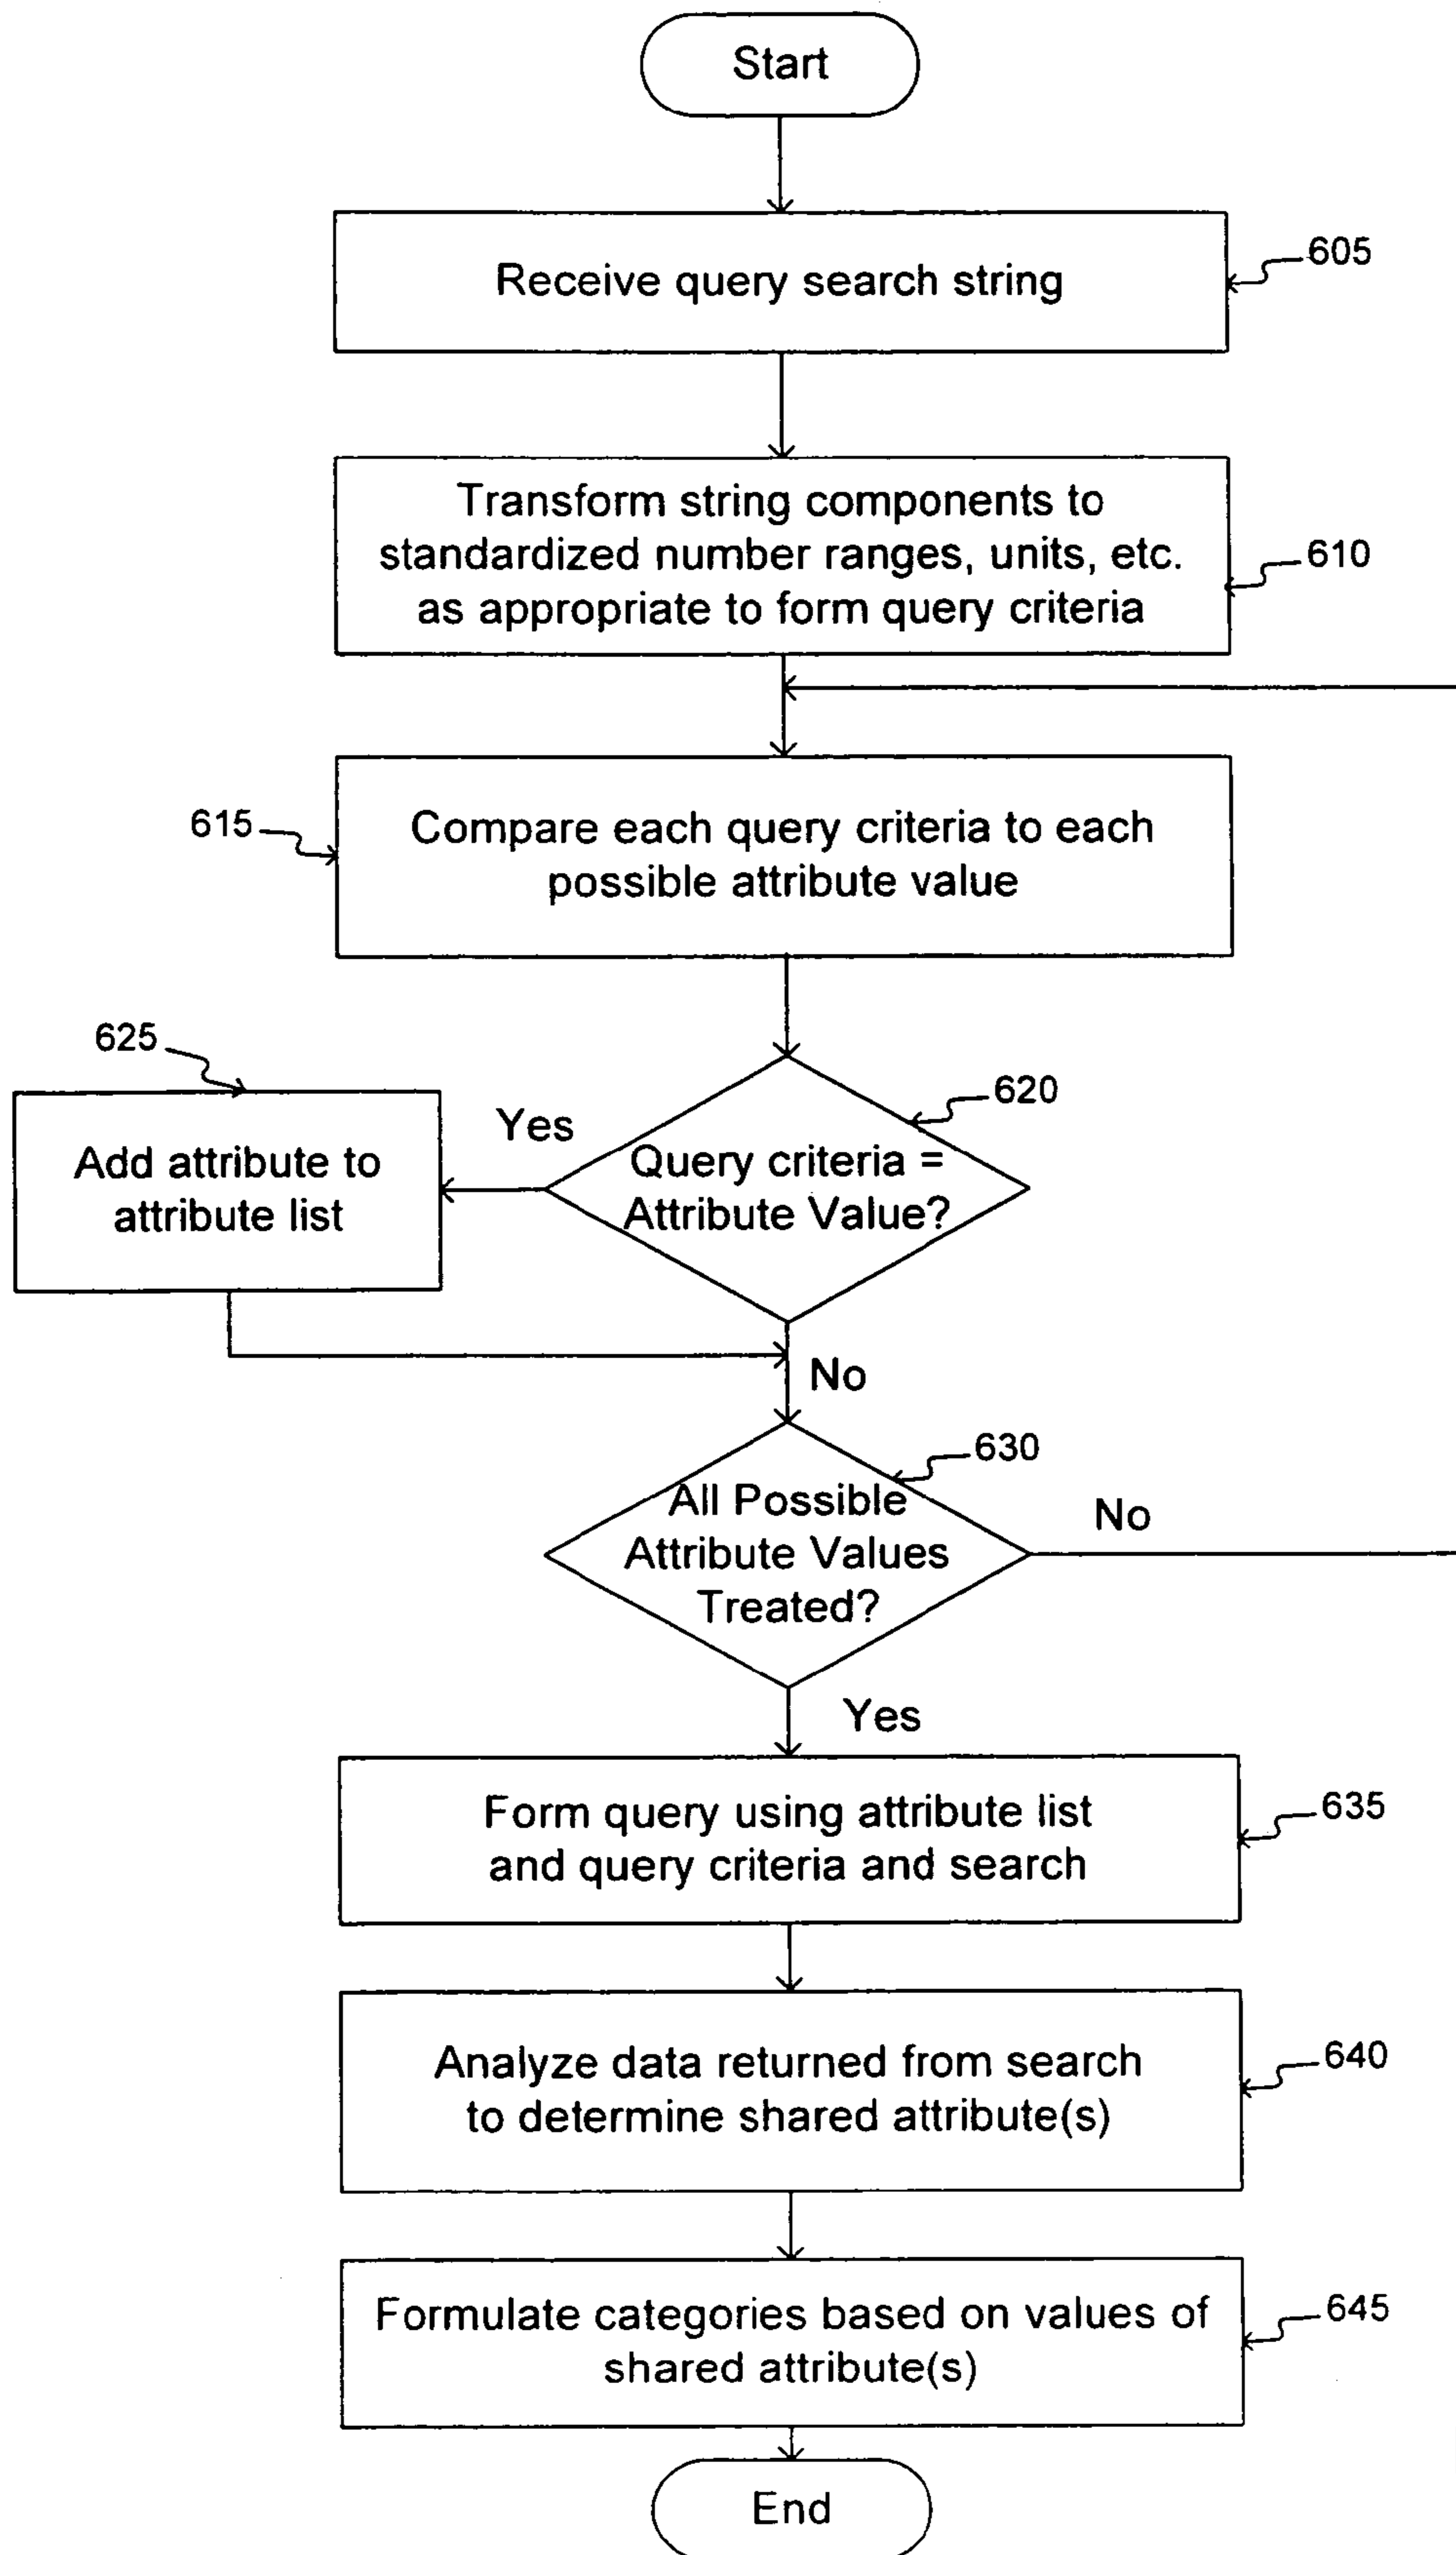 Start
Receive query search string
605
Transform string components to
standardized number ranges, units, etc.
as appropriate to form query criteria
610
615
Compare each query criteria to each
possible attribute value
625
Add attribute to
attribute list
Yes
620
Query criteria =
Attribute Value?
No
630
All Possible
Attribute Values
Treated?
No
Yes
Form query using attribute list
and query criteria and search
635
Analyze data returned from search
to determine shared attribute(s)
640
Formulate categories based on values of
shared attribute(s)
645
End